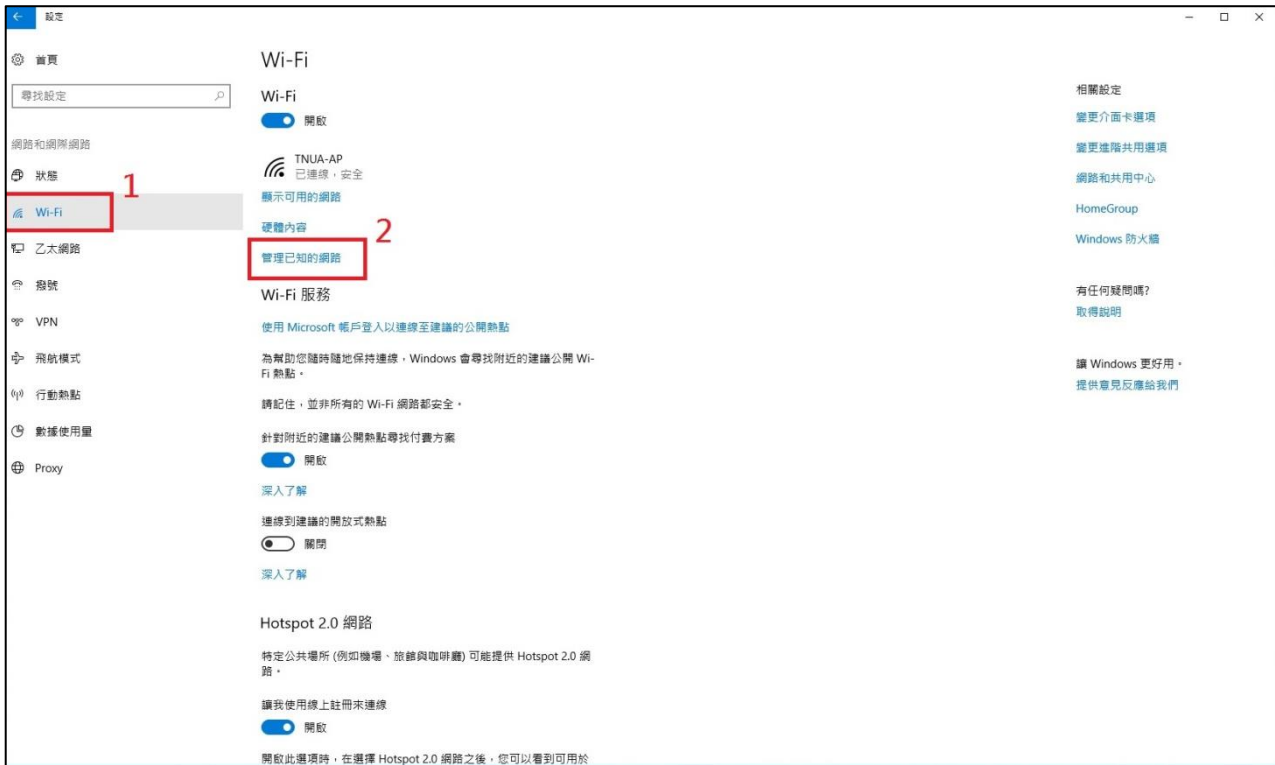 設定
首頁
尋找設定
網路和網際網路
狀態
1
Wi-Fi
乙太網路
撥號
VPN
飛航模式
行動熱點
數據使用量
Proxy
Wi-Fi
Wi-Fi
開啟
TNUA-AP
已連線，安全
顯示可用的網路
硬體內容
2
管理已知的網路
Wi-Fi 服務
使用 Microsoft 帳戶登入以連線至建議的公開熱點
為幫助您隨時隨地保持連線，Windows 會尋找附近的建議公開 Wi-
Fi 熱點。
請記住，並非所有的 Wi-Fi 網路都安全。
針對附近的建議公開熱點尋找付費方案
開啟
深入了解
連線到建議的開放式熱點
關閉
深入了解
Hotspot 2.0 網路
特定公共場所 (例如機場、旅館與咖啡廳) 可能提供 Hotspot 2.0 網
路。
讓我使用線上註冊來連線
開啟
開啟此選項時，在選擇 Hotspot 2.0 網路之後，您可以看到可用於
相關設定
變更介面卡選項
變更進階共用選項
網路和共用中心
HomeGroup
Windows 防火牆
有任何疑問嗎?
取得說明
讓 Windows 更好用。
提供意見反應給我們